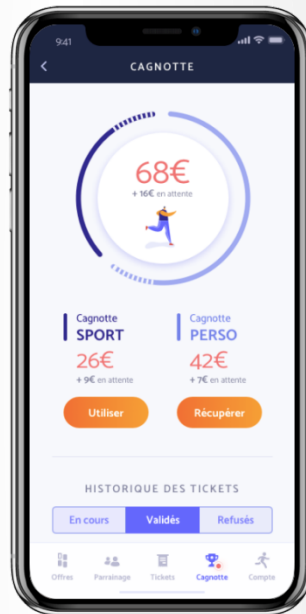 9:41
CAGNOTTE
68€
+ 16€ en attente
Cagnotte
SPORT
26€
+ 9€ en attente
Utiliser
Cagnotte
PERSO
42€
+ 7€ en attente
Récupérer
HISTORIQUE DES TICKETS
En cours Validés Refusés
Offres Parrainage Tickets Cagnotte Compte